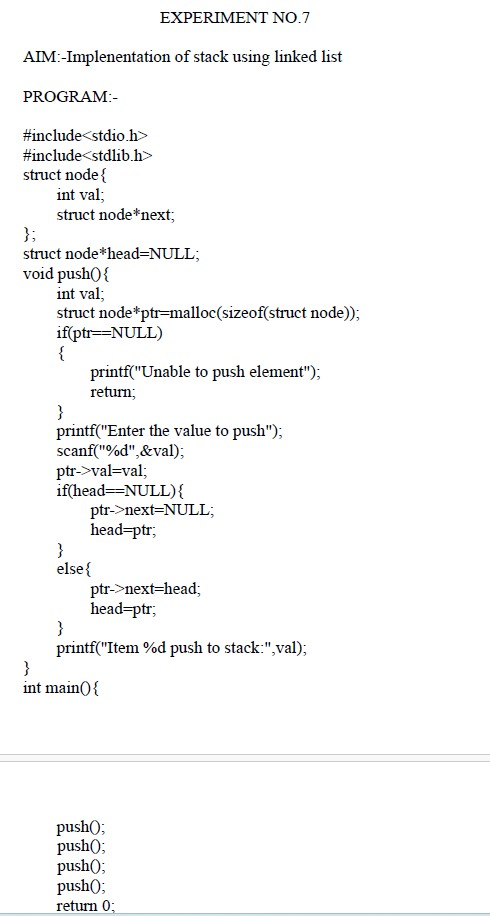 EXPERIMENT NO.7
AIM:-Implenentation of stack using linked list
PROGRAM:-
#include<stdio.h>
#include<stdlib.h>
struct node{
int val;
struct node*next;
};
struct node*head=NULL;
void push(){
int val;
struct node*ptr=malloc(sizeof(struct node));
if(ptr==NULL)
{
printf("Unable to push element");
return;
}
printf("Enter the value to push");
scanf("%d",&val);
ptr->val=val;
if(head==NULL){
ptr->next=NULL;
head=ptr;
}
else{
ptr->next=head;
head=ptr;
}
printf("Item %d push to stack:",val);
}
int main(){
push();
push();
push();
push();
return 0;